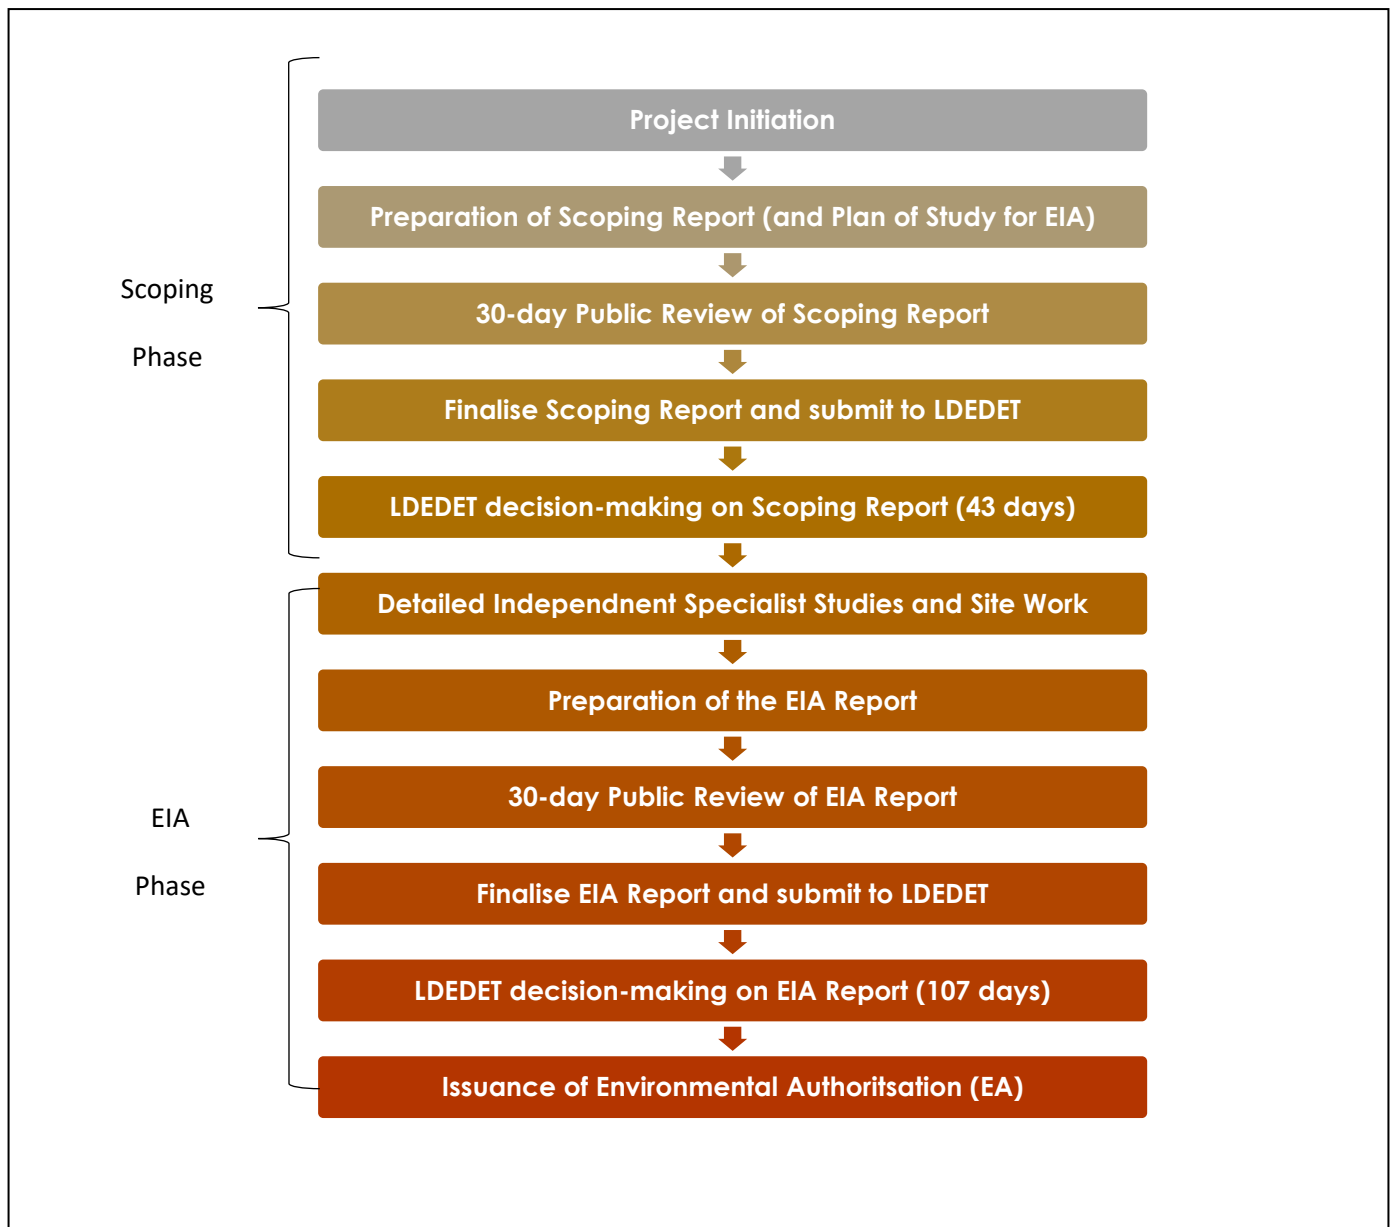 Project Initiation
Preparation of Scoping Report (and Plan of Study for EIA)
Scoping
Phase
30-day Public Review of Scoping Report
Finalise Scoping Report and submit to LDEDET
LDEDET decision-making on Scoping Report (43 days)
Detailed Independnent Specialist Studies and Site Work
Preparation of the EIA Report
EIA
Phase
30-day Public Review of EIA Report
Finalise EIA Report and submit to LDEDET
LDEDET decision-making on EIA Report (107 days)
Issuance of Environmental Authoritsation (EA)